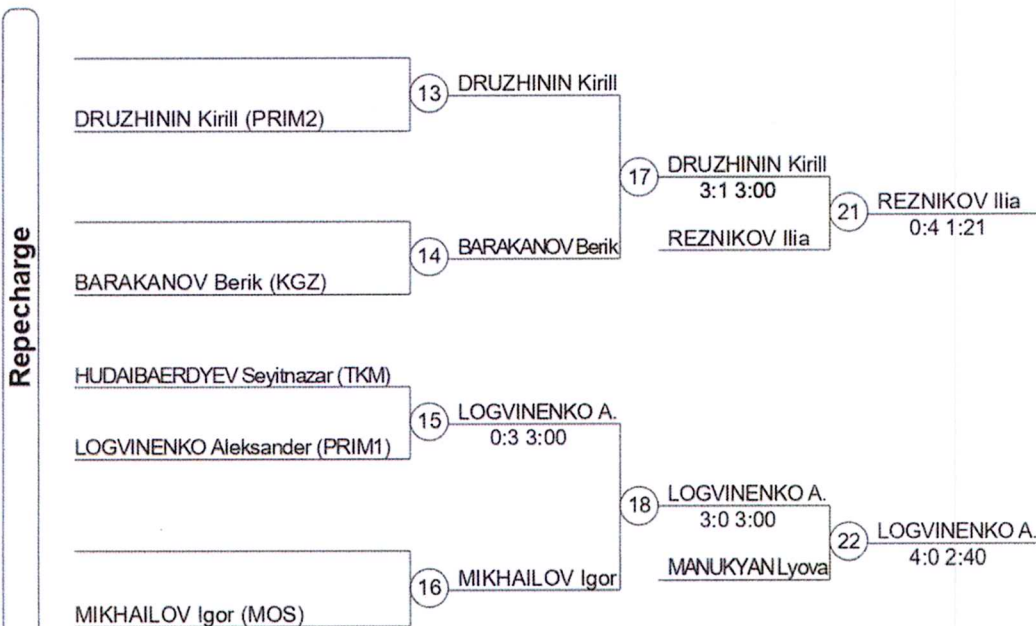 Repecharge
DRUZHININ Kirill (PRIM2)
13
DRUZHININ Kirill
BARAKANOV Berik (KGZ)
14
BARAKANOV Berik
17
DRUZHININ Kirill
3:1 3:00
REZNIKOV Ilia
21
REZNIKOV Ilia
0:4 1:21
HUDAIBAERDYEV Seyitnazar (TKM)
LOGVINENKO Aleksander (PRIM1)
15
LOGVINENKO A.
0:3 3:00
MIKHAILOV Igor (MOS)
16
MIKHAILOV Igor
18
LOGVINENKO A.
3:0 3:00
MANUKYAN Lyova
22
LOGVINENKO A.
4:0 2:40